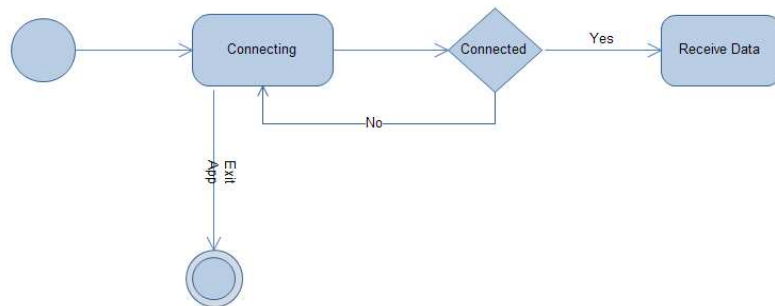 Connecting
Connected
Yes
Receive Data
No
Exit
App